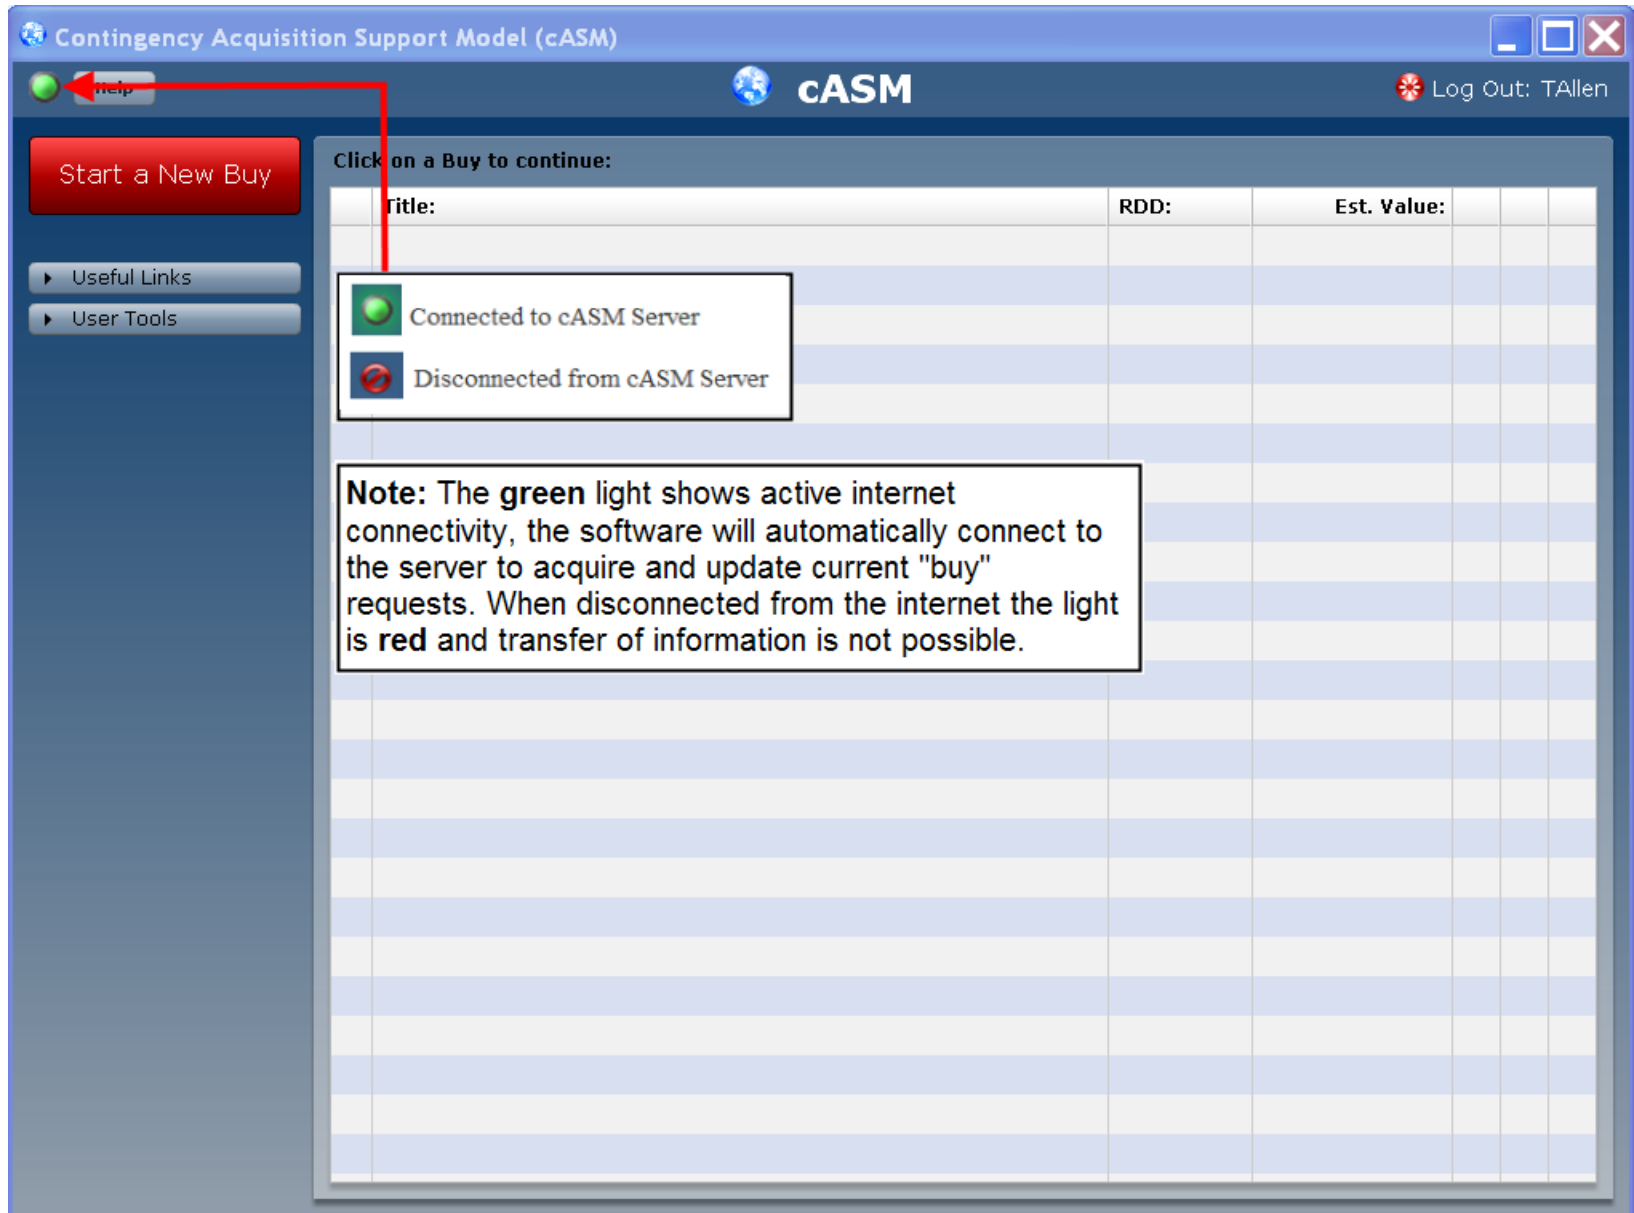 Contingency Acquisition Support Model (cASM)
Help
cASM
Log Out: TAllen
Start a New Buy
Useful Links
User Tools
Click on a Buy to continue:
Title:
RDD:
Est. Value:
Connected to cASM Server
Disconnected from cASM Server
Note: The green light shows active internet
connectivity, the software will automatically connect to
the server to acquire and update current "buy"
requests. When disconnected from the internet the light
is red and transfer of information is not possible.